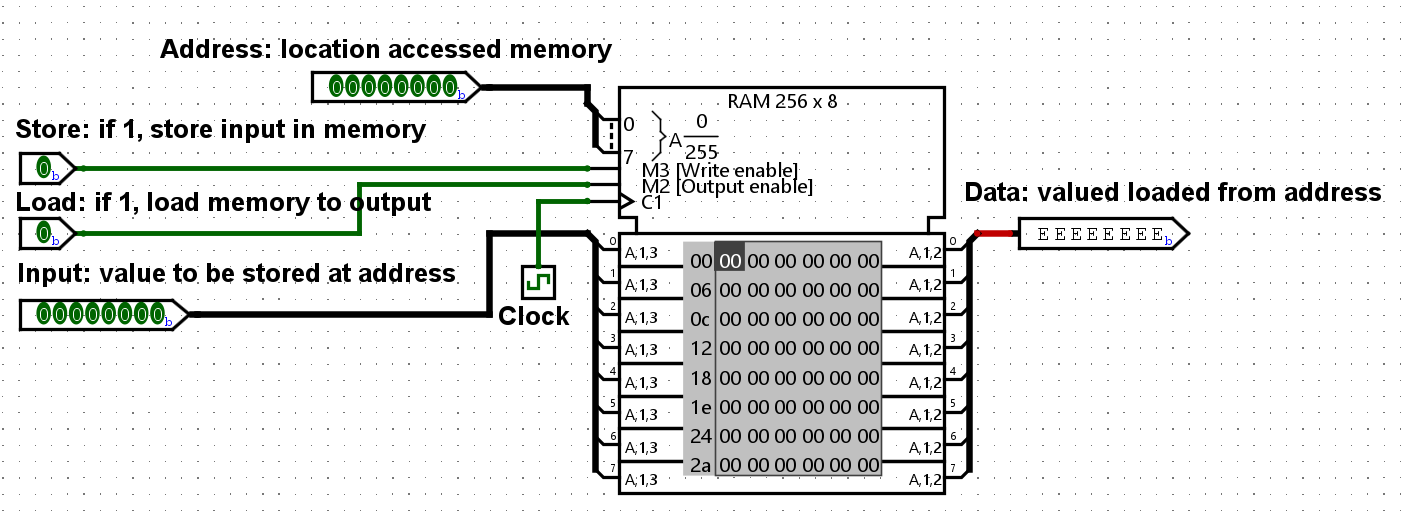 Address: location accessed memory
00000000b
RAM 256 x 8
Store: if 1, store input in memory
0
7
A 0
255
0b
M3 [Write enable]
M2 [Output enable]
C1
Load: if 1, load memory to output
0b
Data: valued loaded from address
EEEEEEEEb
Input: value to be stored at address
00000000b
Clock
0 A,1,3 00 00 00 00 00 00 00 A,1,2 0
1 A,1,3 06 00 00 00 00 00 00 A,1,2 1
2 A,1,3 0c 00 00 00 00 00 00 A,1,2 2
3 A,1,3 12 00 00 00 00 00 00 A,1,2 3
4 A,1,3 18 00 00 00 00 00 00 A,1,2 4
5 A,1,3 1e 00 00 00 00 00 00 A,1,2 5
6 A,1,3 24 00 00 00 00 00 00 A,1,2 6
7 A,1,3 2a 00 00 00 00 00 00 A,1,2 7